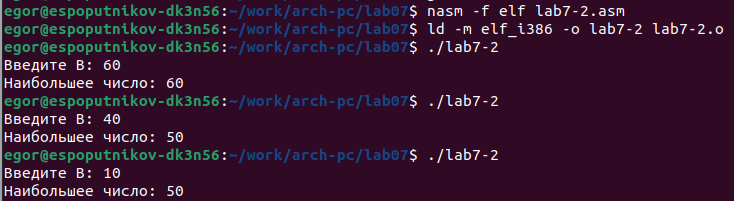 egor@espoputnikov-dk3n56:~/work/arch-pc/lab07$ nasm -f elf lab7-2.asm
egor@espoputnikov-dk3n56:~/work/arch-pc/lab07$ ld -m elf_i386 -o lab7-2 lab7-2.o
egor@espoputnikov-dk3n56:~/work/arch-pc/lab07$ ./lab7-2
Введите B: 60
Наибольшее число: 60
egor@espoputnikov-dk3n56:~/work/arch-pc/lab07$ ./lab7-2
Введите B: 40
Наибольшее число: 50
egor@espoputnikov-dk3n56:~/work/arch-pc/lab07$ ./lab7-2
Введите B: 10
Наибольшее число: 50